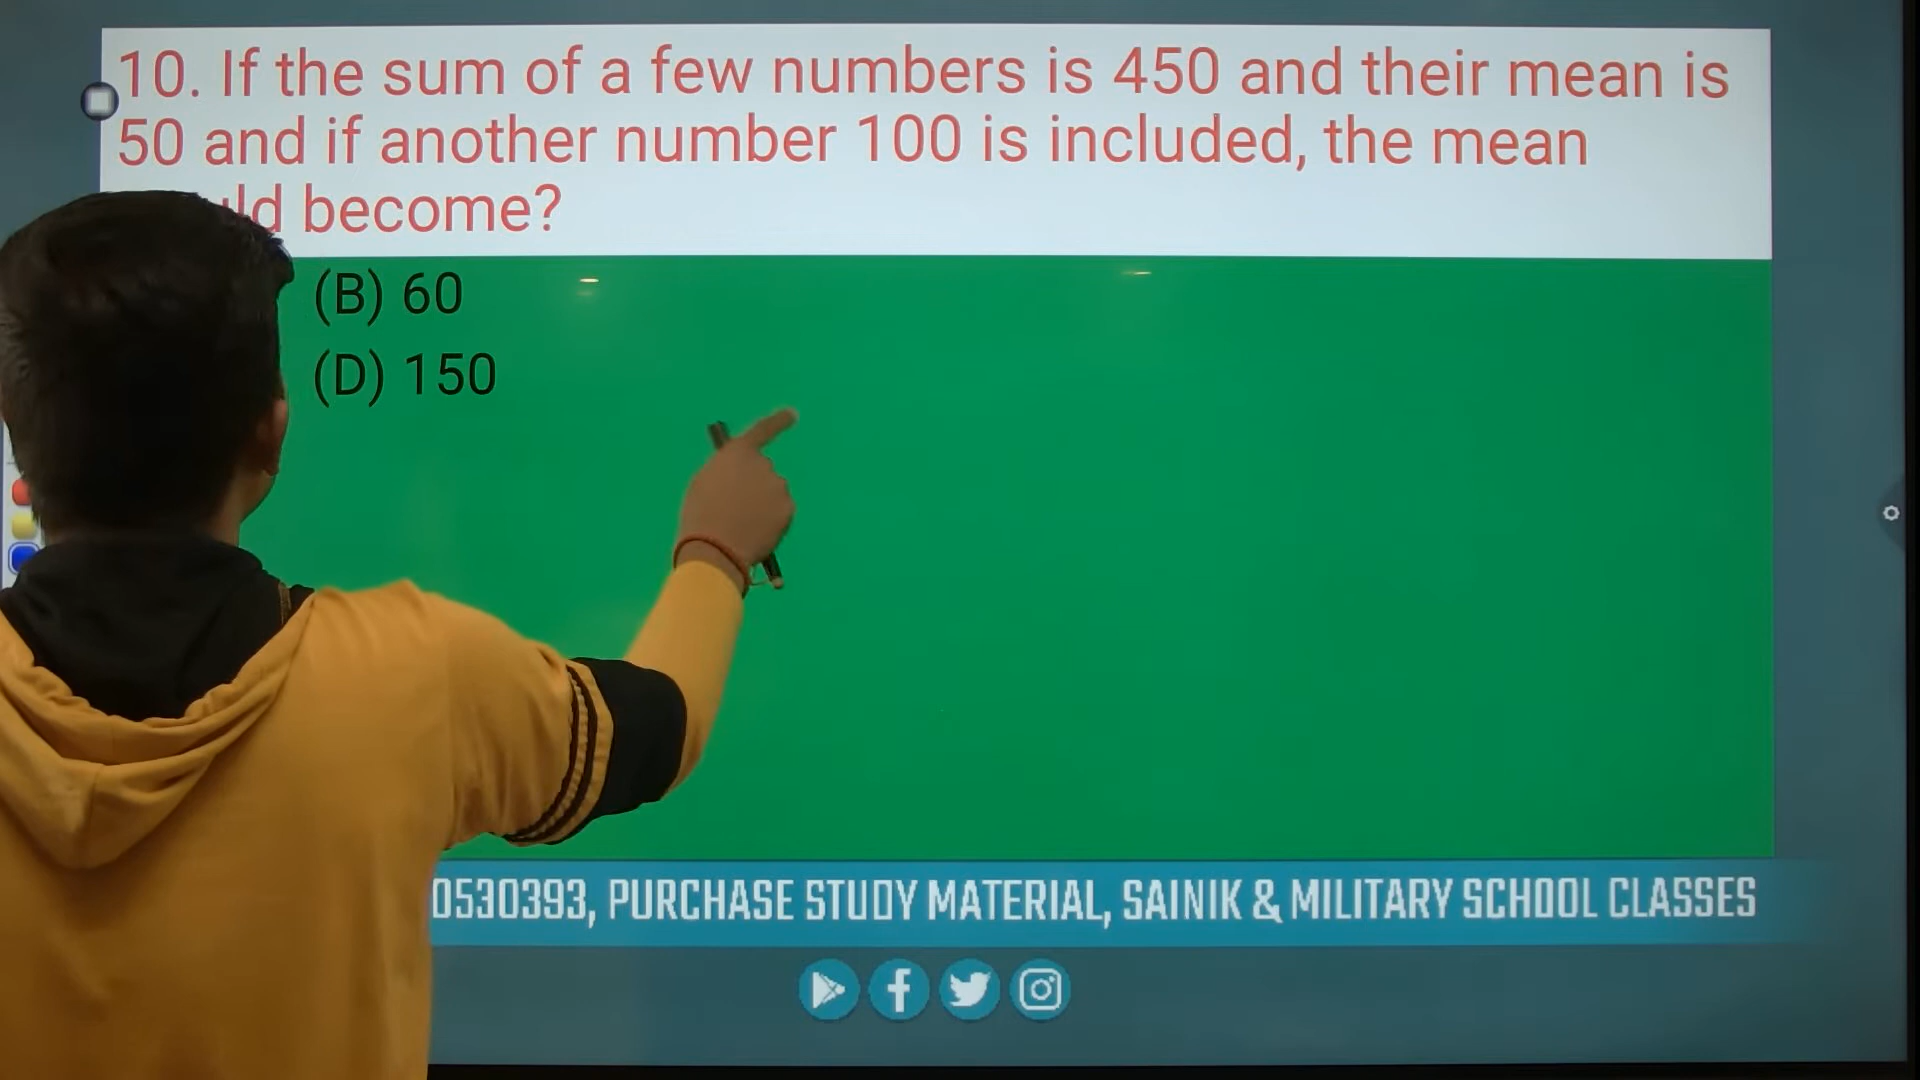 10. If the sum of a few numbers is 450 and their mean is
50 and if another number 100 is included, the mean
become?
(B) 60
(D) 150
0530393, PURCHASE STUDY MATERIAL, SAINIK & MILITARY SCHOOL CLASSES